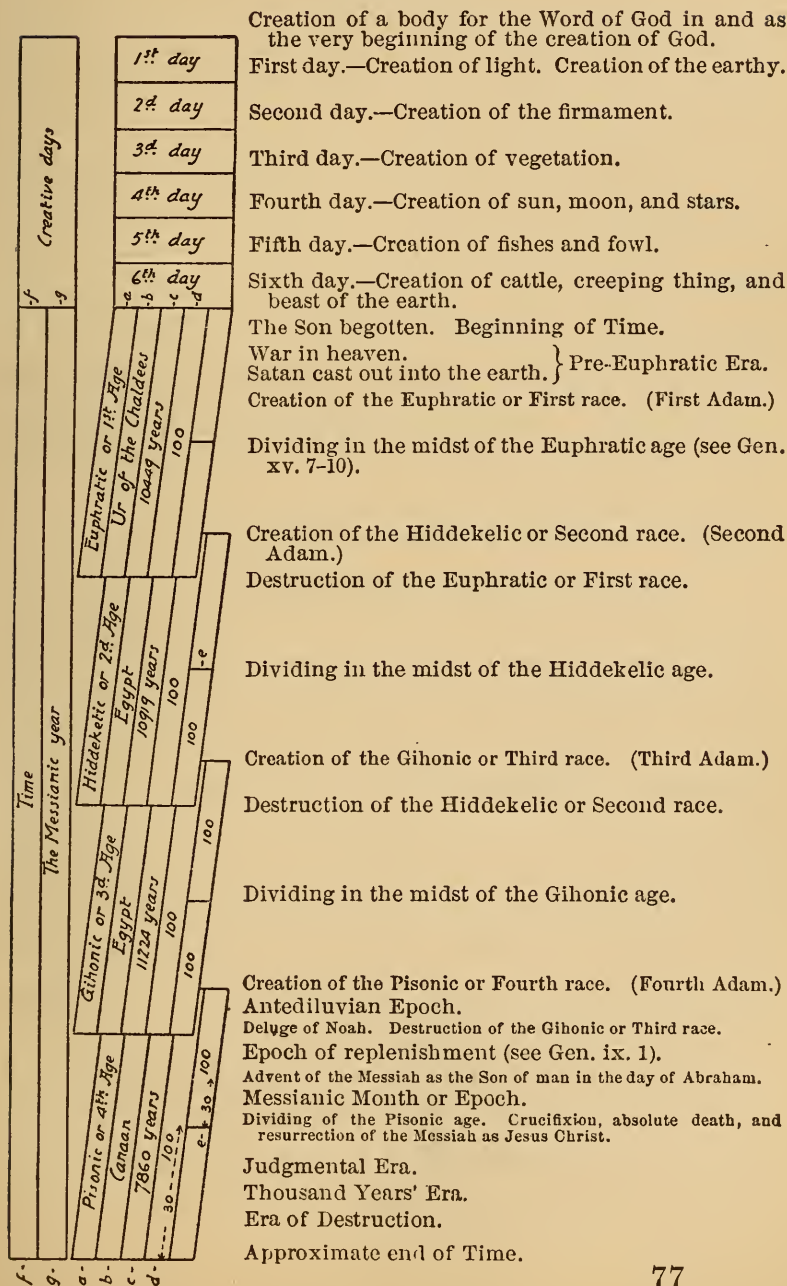 Creation of a body for the Word of God in and as
the very beginning of the creation of God.
1st day
First day.—Creation of light. Creation of the earthy.
2d day
Second day.—Creation of the firmament.
3d day
Third day.—Creation of vegetation.
4th day
Fourth day.—Creation of sun, moon, and stars.
5th day
Fifth day.—Creation of fishes and fowl.
6th day
Sixth day.—Creation of cattle, creeping thing, and
beast of the earth.
Creative days
-f
-g
-a
-b
-c
-d
The Son begotten. Beginning of Time.
War in heaven.
Satan cast out into the earth. } Pre-Euphratic Era.
Creation of the Euphratic or First race. (First Adam.)
Dividing in the midst of the Euphratic age (see Gen.
xv. 7-10).
Euphratic or 1st Age
Ur of the Chaldees
10449 years
100
Creation of the Hiddekelic or Second race. (Second
Adam.)
Destruction of the Euphratic or First race.
Dividing in the midst of the Hiddekelic age.
Hiddekelic or 2d Age
Egypt
10919 years
100
100
-e
Time
The Messianic year
Creation of the Gihonic or Third race. (Third Adam.)
Destruction of the Hiddekelic or Second race.
Dividing in the midst of the Gihonic age.
Gihonic or 3d Age
Egypt
11224 years
100
100
100
Creation of the Pisonic or Fourth race. (Fourth Adam.)
Antediluvian Epoch.
Deluge of Noah. Destruction of the Gihonic or Third race.
Epoch of replenishment (see Gen. ix. 1).
Advent of the Messiah as the Son of man in the day of Abraham.
Messianic Month or Epoch.
Dividing of the Pisonic age. Crucifixion, absolute death, and
resurrection of the Messiah as Jesus Christ.
Judgmental Era.
Thousand Years' Era.
Era of Destruction.
Approximate end of Time.
Pisonic or 4th Age
Canaan
7860 years
30 100
e- 30 100
f-
g-
a-
b-
c-
d-
77